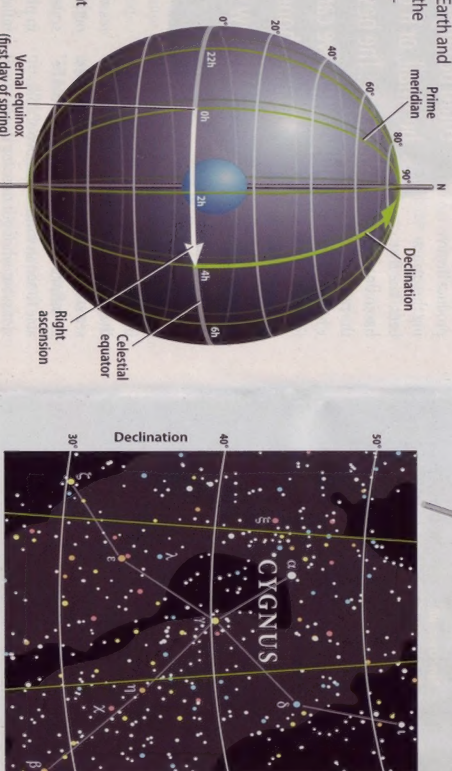 Earth and
the
Prime
meridian
N
Declination
0°
20°
40°
60°
80°
90°
22h
0h
2h
4h
6h
Vernal equinox
(first day of spring)
Right
ascension
Celestial
equator
Declination
30°
40°
50°
CYGNUS
α
β
γ
δ
ε
ζ
η
ι
λ
ξ
χ